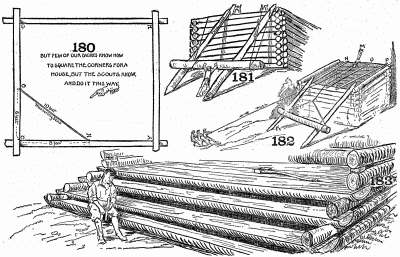 180
BUT FEW OF OUR DADDIES KNOW HOW
TO SQUARE THE CORNERS FOR A
HOUSE, BUT THE SCOUTS KNOW,
AND DO IT THIS WAY
181
182
183